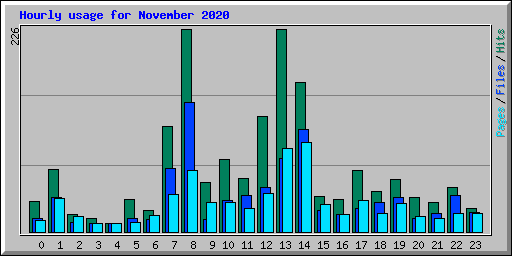 Hourly usage for November 2020
226
Pages / Files / Hits
0 1 2 3 4 5 6 7 8 9 10 11 12 13 14 15 16 17 18 19 20 21 22 23